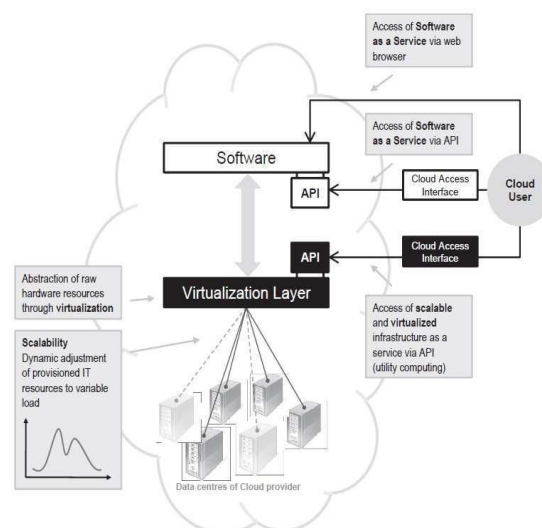 Access of Software
as a Service via web
browser
Access of Software
as a Service via API
Software
API
Cloud Access
Interface
Cloud
User
API
Cloud Access
Interface
Virtualization Layer
Abstraction of raw
hardware resources
through virtualization
Access of scalable
and virtualized
infrastructure as a
service via API
(utility computing)
Scalability
Dynamic adjustment
of provisioned IT
resources to variable
load
Data centres of Cloud provider